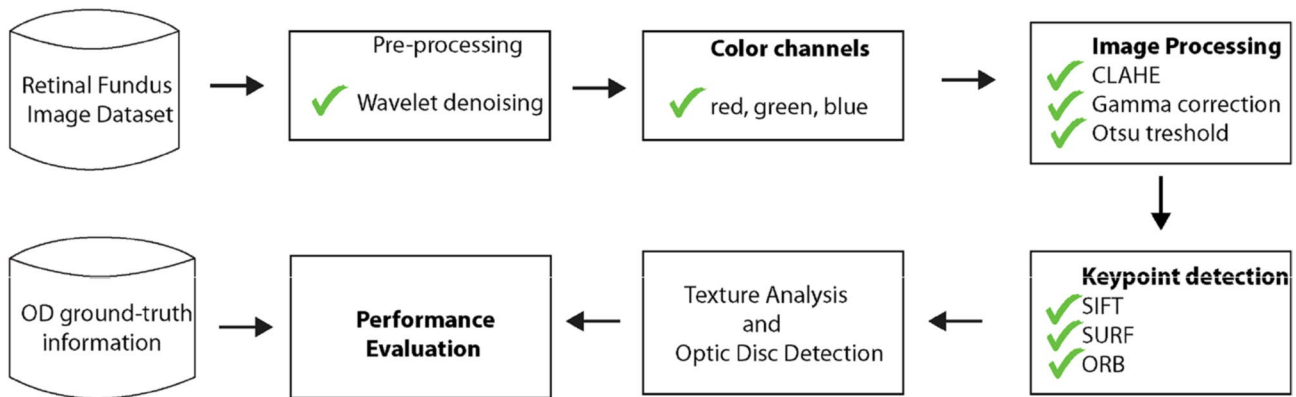 Retinal Fundus
Image Dataset
Pre-processing
Wavelet denoising
Color channels
red, green, blue
Image Processing
CLAHE
Gamma correction
Otsu treshold
OD ground-truth
information
Performance
Evaluation
Texture Analysis
and
Optic Disc Detection
Keypoint detection
SIFT
SURF
ORB